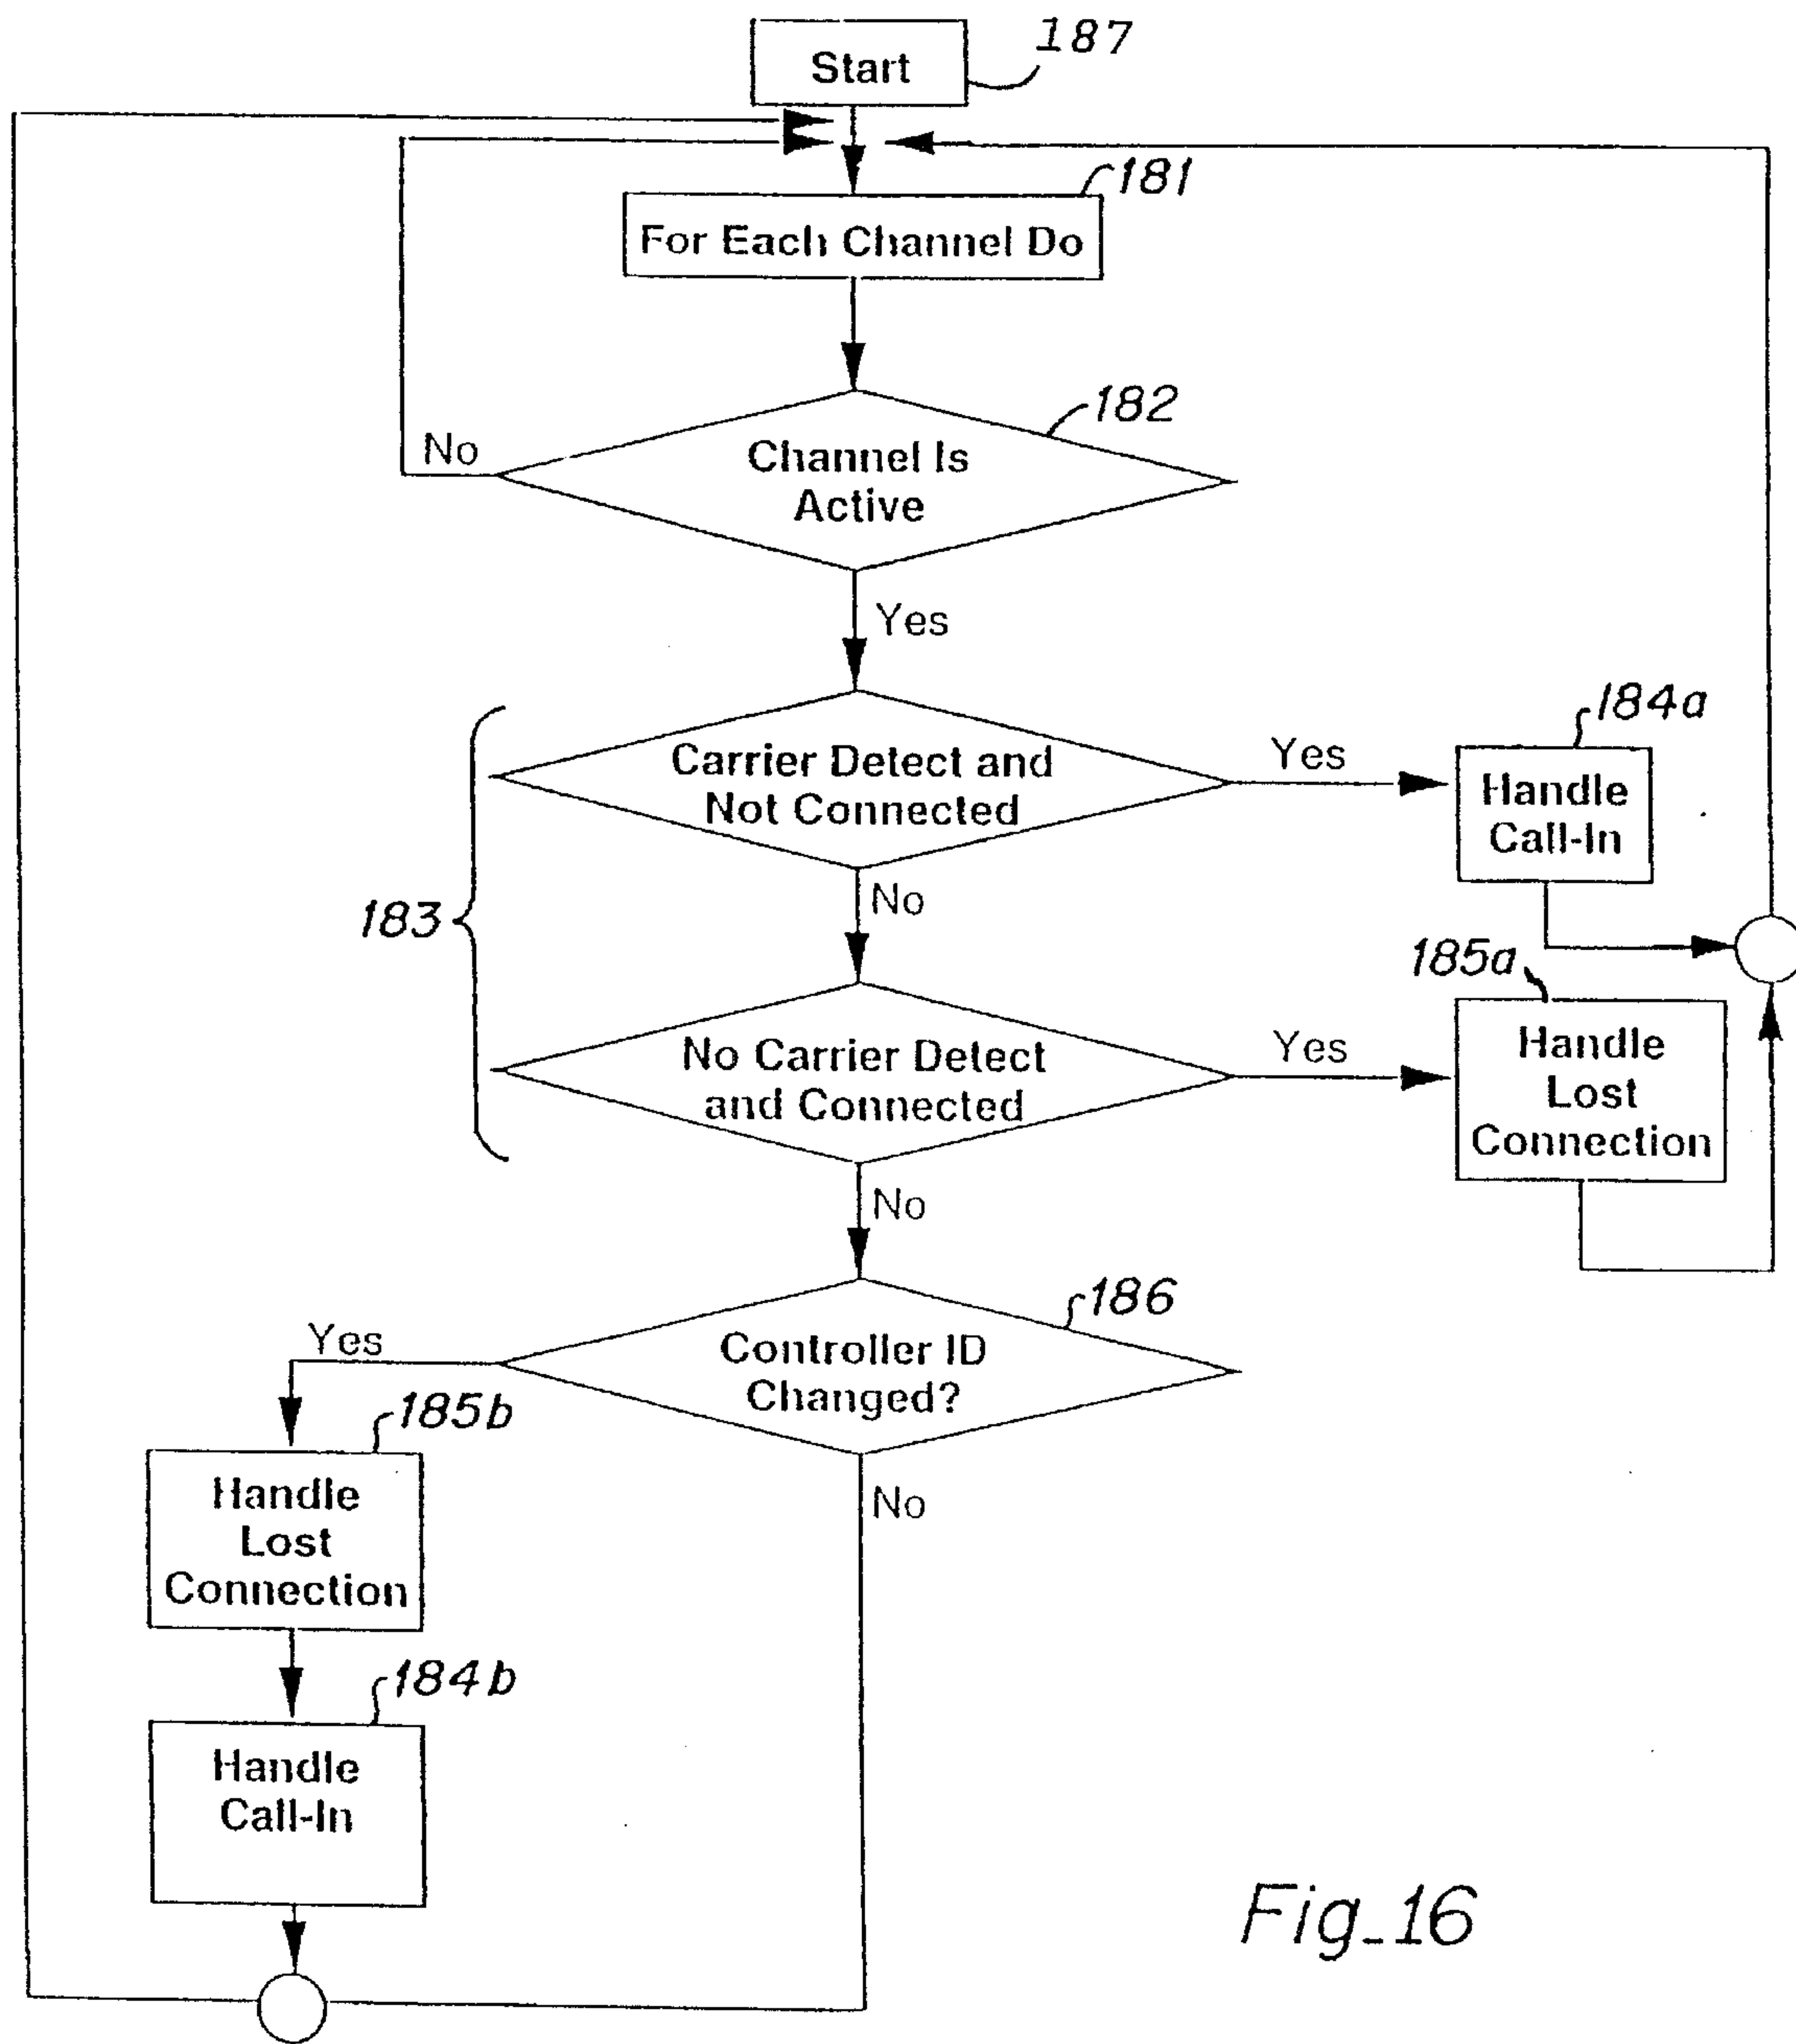 187
Start
181
For Each Channel Do
182
No
Channel Is
Active
Yes
184a
Carrier Detect and
Not Connected
Yes
Handle
Call-In
183
No
185a
No Carrier Detect
and Connected
Yes
Handle
Lost
Connection
No
186
Yes
Controller ID
Changed?
185b
No
Handle
Lost
Connection
184b
Handle
Call-In
Fig_16